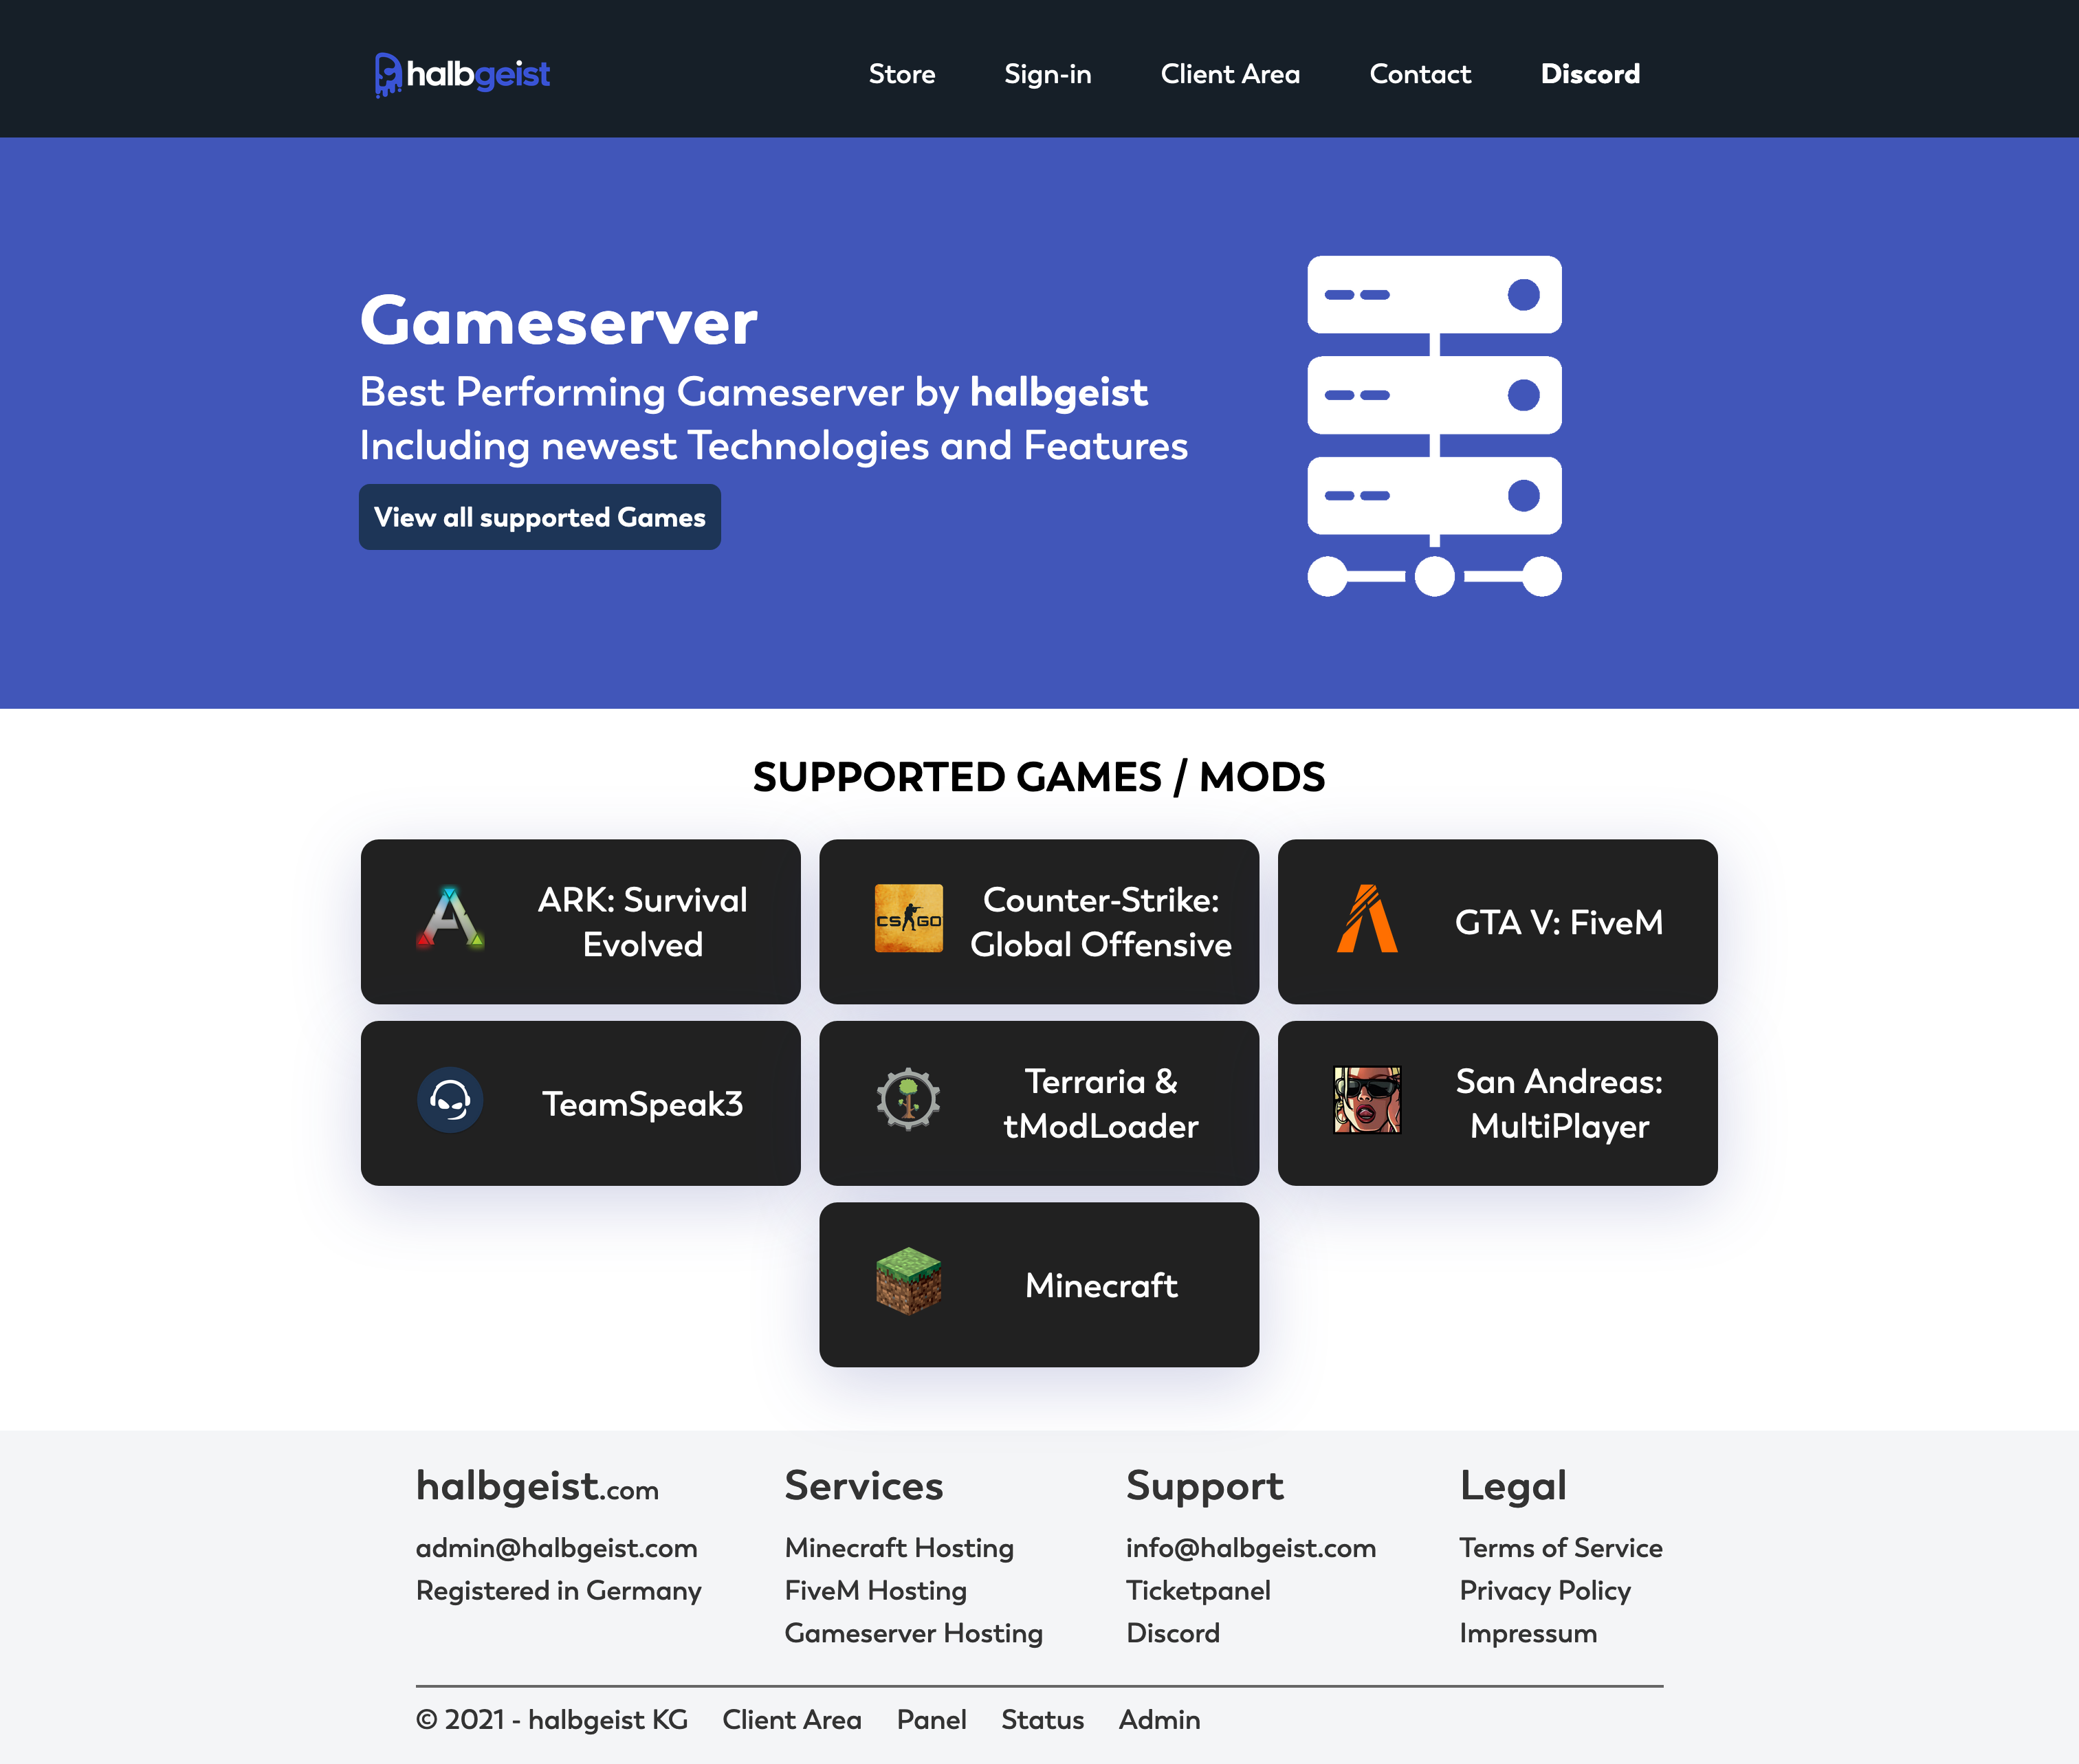 halbgeist
Store
Sign-in
Client Area
Contact
Discord
Gameserver
Best Performing Gameserver by halbgeist
Including newest Technologies and Features
View all supported Games
SUPPORTED GAMES / MODS
ARK: Survival
Evolved
CS GO
Counter-Strike:
Global Offensive
GTA V: FiveM
TeamSpeak3
Terraria &
tModLoader
San Andreas:
MultiPlayer
Minecraft
halbgeist.com
admin@halbgeist.com
Registered in Germany
Services
Minecraft Hosting
FiveM Hosting
Gameserver Hosting
Support
info@halbgeist.com
Ticketpanel
Discord
Legal
Terms of Service
Privacy Policy
Impressum
© 2021 - halbgeist KG
Client Area
Panel
Status
Admin